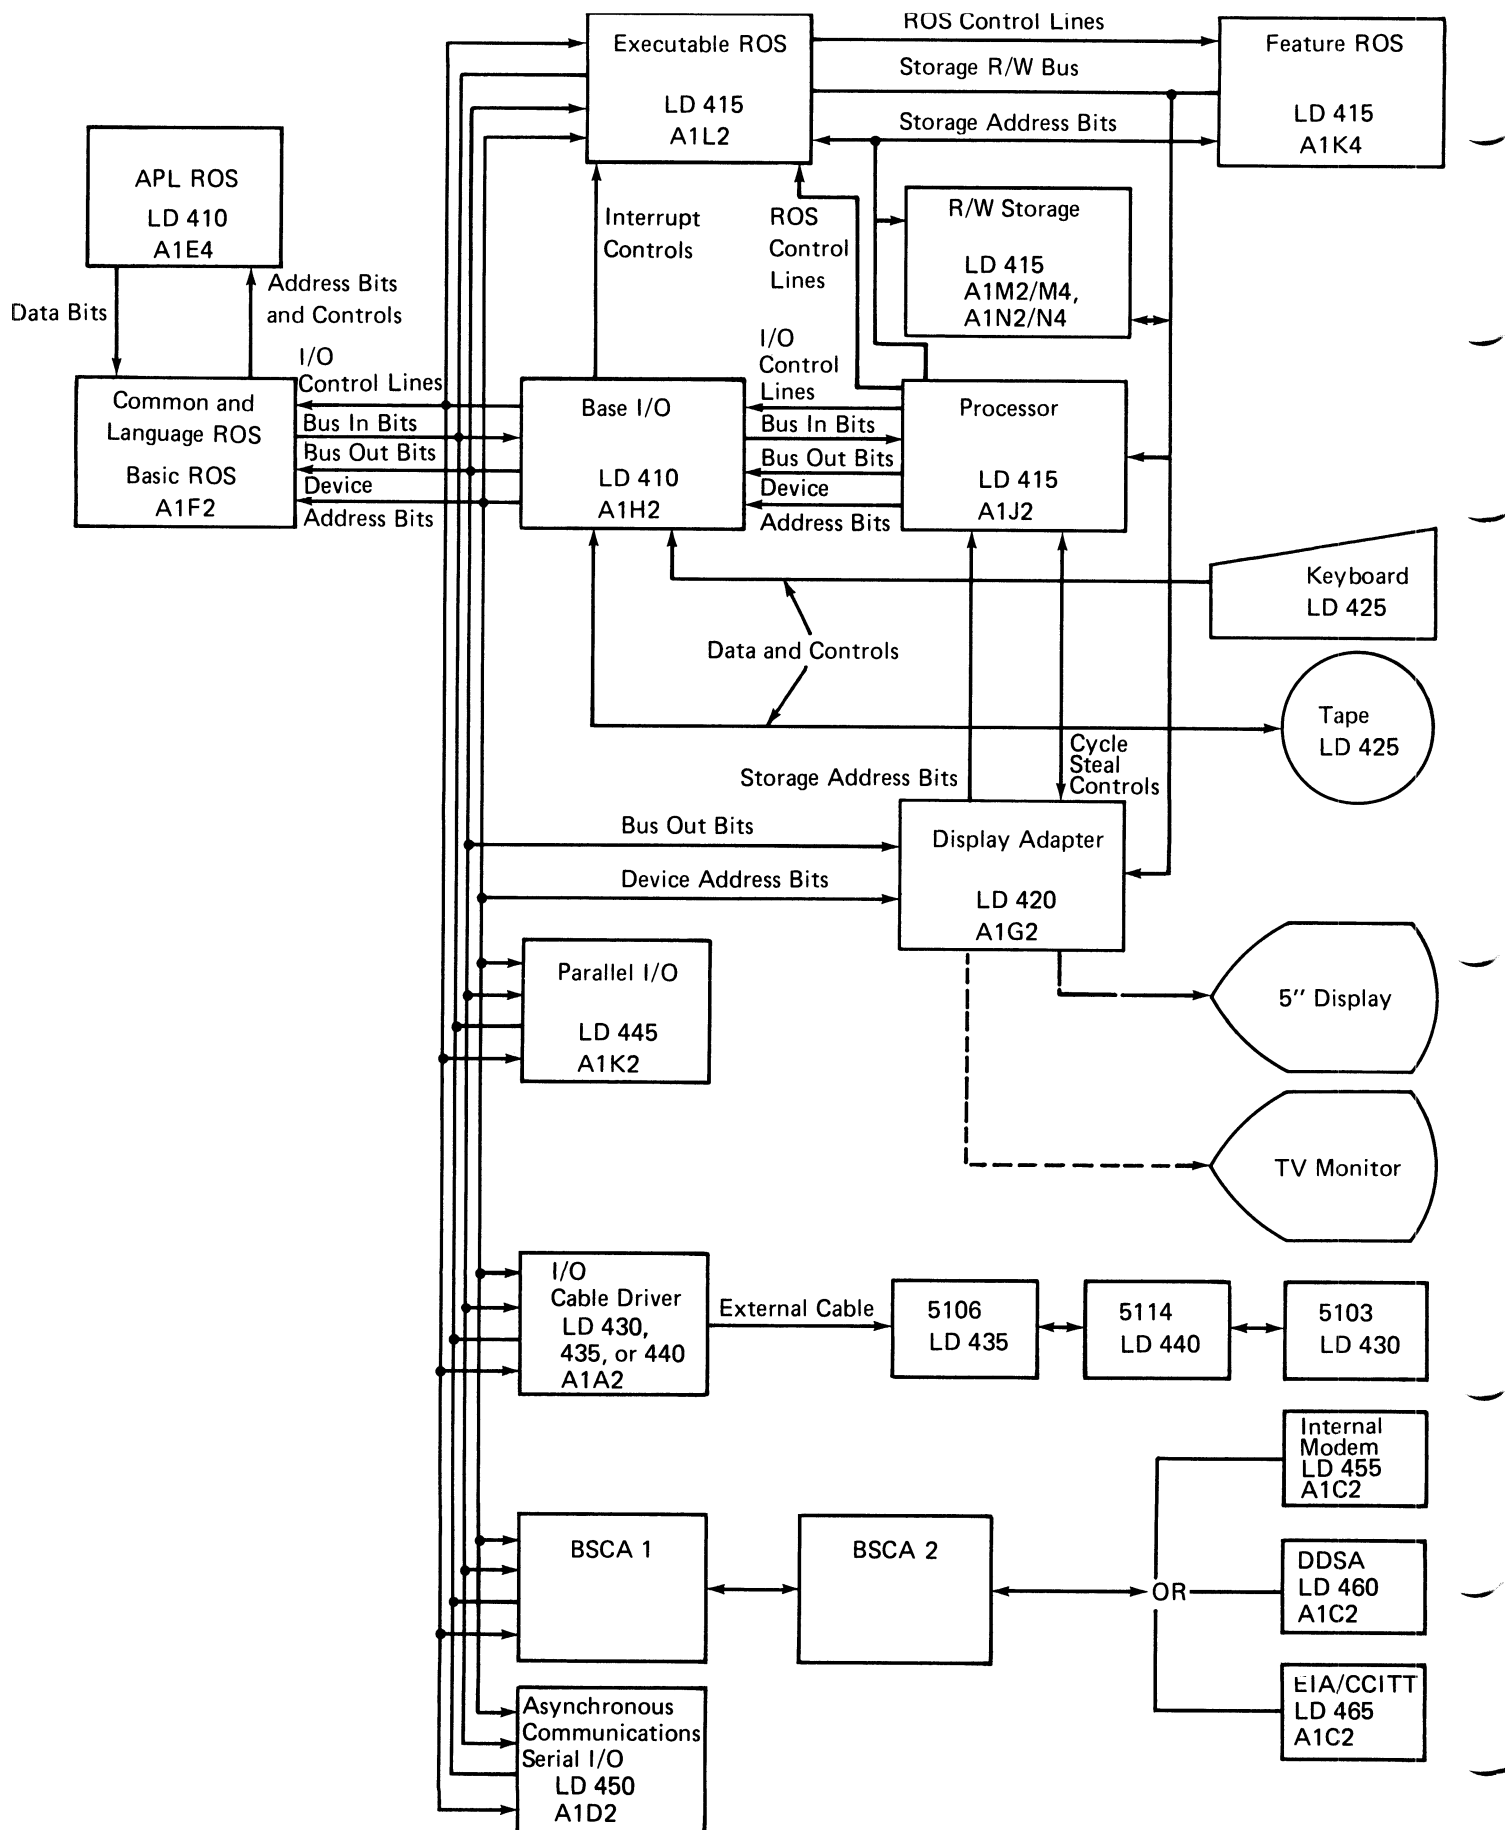 ROS Control Lines
Executable ROS
LD 415
A1L2
Storage R/W Bus
Storage Address Bits
Feature ROS
LD 415
A1K4
APL ROS
LD 410
A1E4
Interrupt
Controls
ROS
Control
Lines
R/W Storage
LD 415
A1M2/M4,
A1N2/N4
Data Bits
Address Bits
and Controls
I/O
Control Lines
Bus In Bits
Bus Out Bits
Device
Address Bits
Common and
Language ROS
Basic ROS
A1F2
Base I/O
LD 410
A1H2
I/O
Control
Lines
Bus In Bits
Bus Out Bits
Device
Address Bits
Processor
LD 415
A1J2
Keyboard
LD 425
Data and Controls
Tape
LD 425
Storage Address Bits
Cycle
Steal
Controls
Bus Out Bits
Device Address Bits
Display Adapter
LD 420
A1G2
Parallel I/O
LD 445
A1K2
5" Display
TV Monitor
I/O
Cable Driver
LD 430,
435, or 440
A1A2
External Cable
5106
LD 435
5114
LD 440
5103
LD 430
Internal
Modem
LD 455
A1C2
BSCA 1
BSCA 2
OR
DDSA
LD 460
A1C2
EIA/CCITT
LD 465
A1C2
Asynchronous
Communications
Serial I/O
LD 450
A1D2